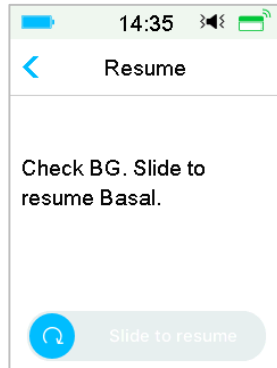 14:35
Resume
Check BG. Slide to
resume Basal.
Slide to resume